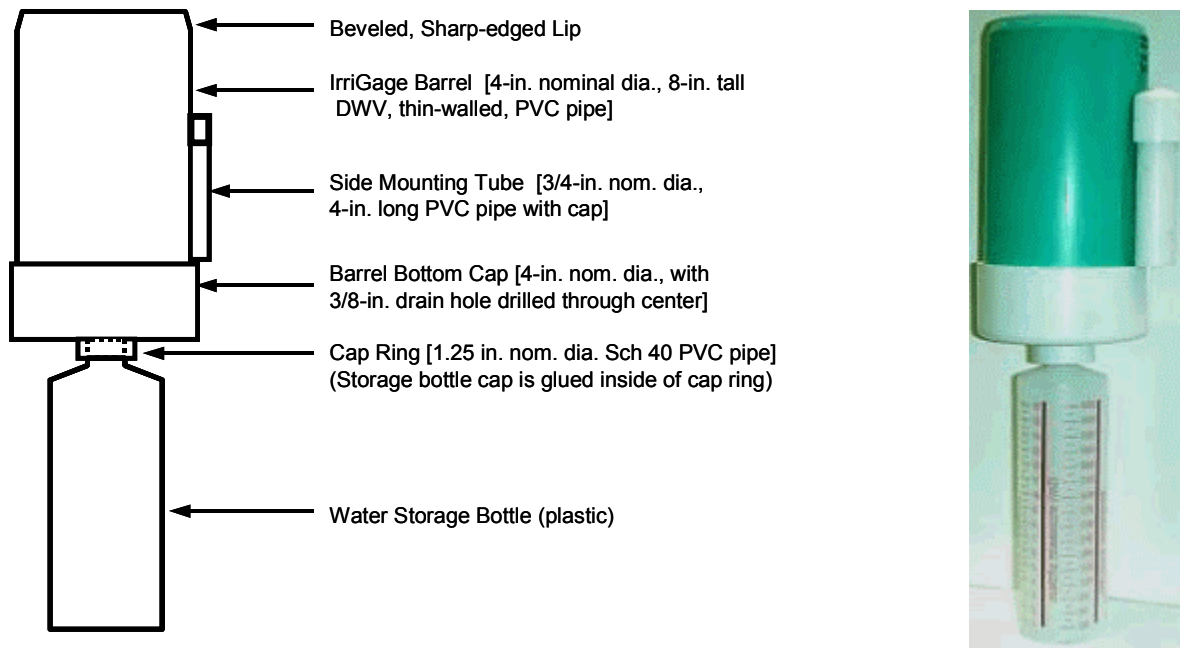 Beveled, Sharp-edged Lip
IrriGage Barrel [4-in. nominal dia., 8-in. tall
DWV, thin-walled, PVC pipe]
Side Mounting Tube [3/4-in. nom. dia.,
4-in. long PVC pipe with cap]
Barrel Bottom Cap [4-in. nom. dia., with
3/8-in. drain hole drilled through center]
Cap Ring [1.25 in. nom. dia. Sch 40 PVC pipe]
(Storage bottle cap is glued inside of cap ring)
Water Storage Bottle (plastic)